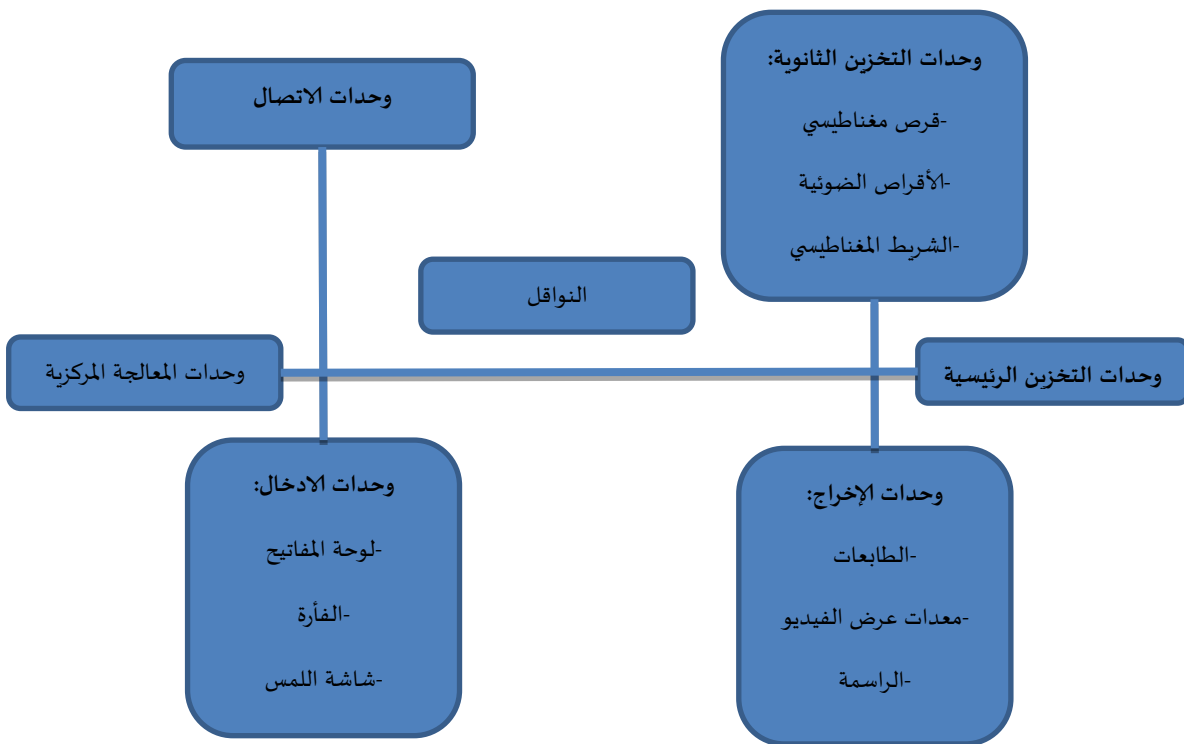 وحدات التخزين الثانوية:
-قرص مغناطيسي
-الأقراص الضوئية
-الشريط المغناطيسي
وحدات الاتصال
النواقل
وحدات التخزين الرئيسية
وحدات المعالجة المركزية
وحدات الإخراج:
-الطابعات
-معدات عرض الفيديو
-الراسمة
وحدات الادخال:
-لوحة المفاتيح
-الفأرة
-شاشة اللمس